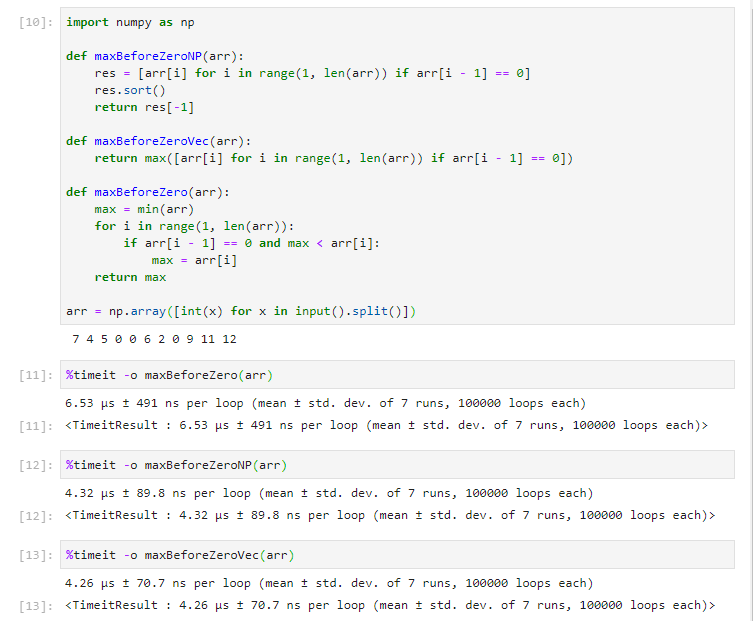 [10]: import numpy as np
def maxBeforeZeroNP(arr):
res = [arr[i] for i in range(1, len(arr)) if arr[i - 1] == 0]
res.sort()
return res[-1]
def maxBeforeZeroVec(arr):
return max([arr[i] for i in range(1, len(arr)) if arr[i - 1] == 0])
def maxBeforeZero(arr):
max = min(arr)
for i in range(1, len(arr)):
if arr[i - 1] == 0 and max < arr[i]:
max = arr[i]
return max
arr = np.array([int(x) for x in input().split()])
7 4 5 0 0 6 2 0 9 11 12
[11]: %timeit -o maxBeforeZero(arr)
6.53 µs ± 491 ns per loop (mean ± std. dev. of 7 runs, 100000 loops each)
[11]: <TimeitResult : 6.53 µs ± 491 ns per loop (mean ± std. dev. of 7 runs, 100000 loops each)>
[12]: %timeit -o maxBeforeZeroNP(arr)
4.32 µs ± 89.8 ns per loop (mean ± std. dev. of 7 runs, 100000 loops each)
[12]: <TimeitResult : 4.32 µs ± 89.8 ns per loop (mean ± std. dev. of 7 runs, 100000 loops each)>
[13]: %timeit -o maxBeforeZeroVec(arr)
4.26 µs ± 70.7 ns per loop (mean ± std. dev. of 7 runs, 100000 loops each)
[13]: <TimeitResult : 4.26 µs ± 70.7 ns per loop (mean ± std. dev. of 7 runs, 100000 loops each)>